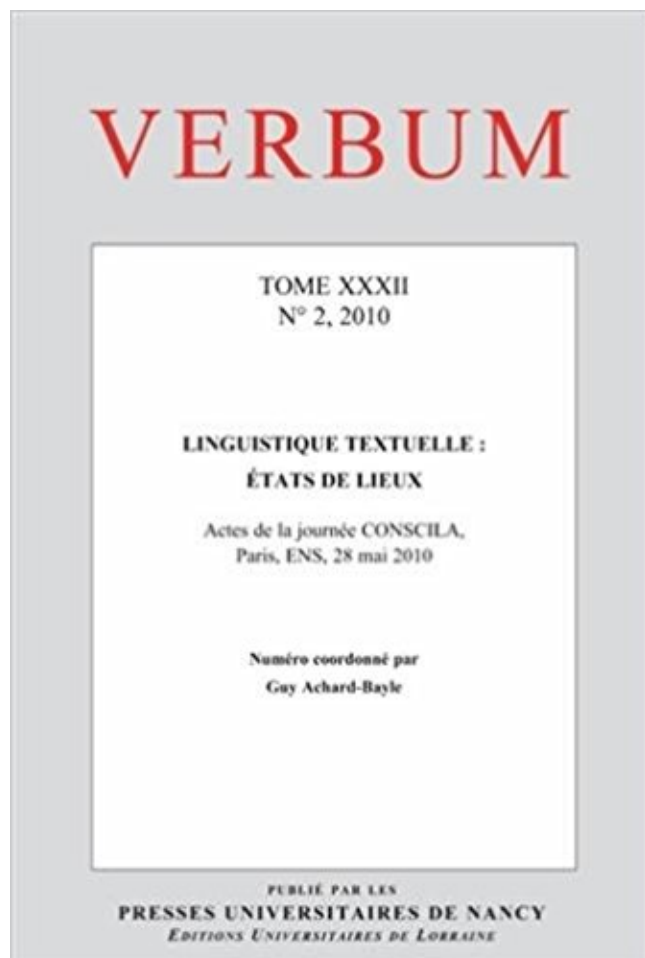 VERBUM
TOME XXXII
N° 2, 2010
LINGUISTIQUE TEXTUELLE :
ÉTATS DE LIEUX
Actes de la journée CONSCILA,
Paris, ENS, 28 mai 2010
Numéro coordonné par
Guy Achard-Bayle
PUBLIÉ PAR LES
PRESSES UNIVERSITAIRES DE NANCY
EDITIONS UNIVERSITAIRES DE LORRAINE